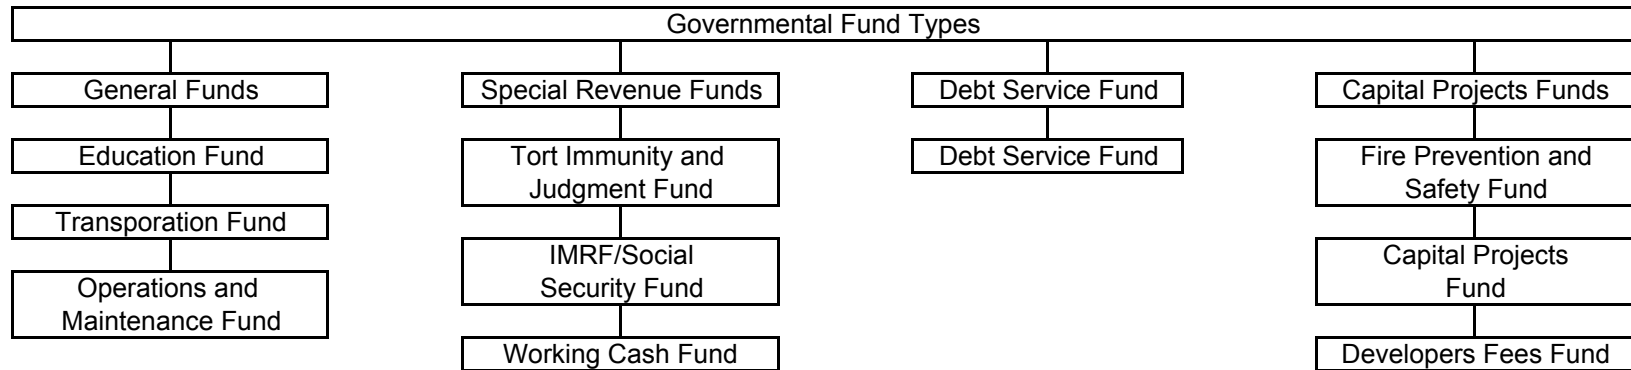 Governmental Fund Types
General Funds
Special Revenue Funds
Debt Service Fund
Capital Projects Funds
Education Fund
Tort Immunity and
Judgment Fund
Debt Service Fund
Fire Prevention and
Safety Fund
Transporation Fund
IMRF/Social
Security Fund
Capital Projects
Fund
Operations and
Maintenance Fund
Working Cash Fund
Developers Fees Fund